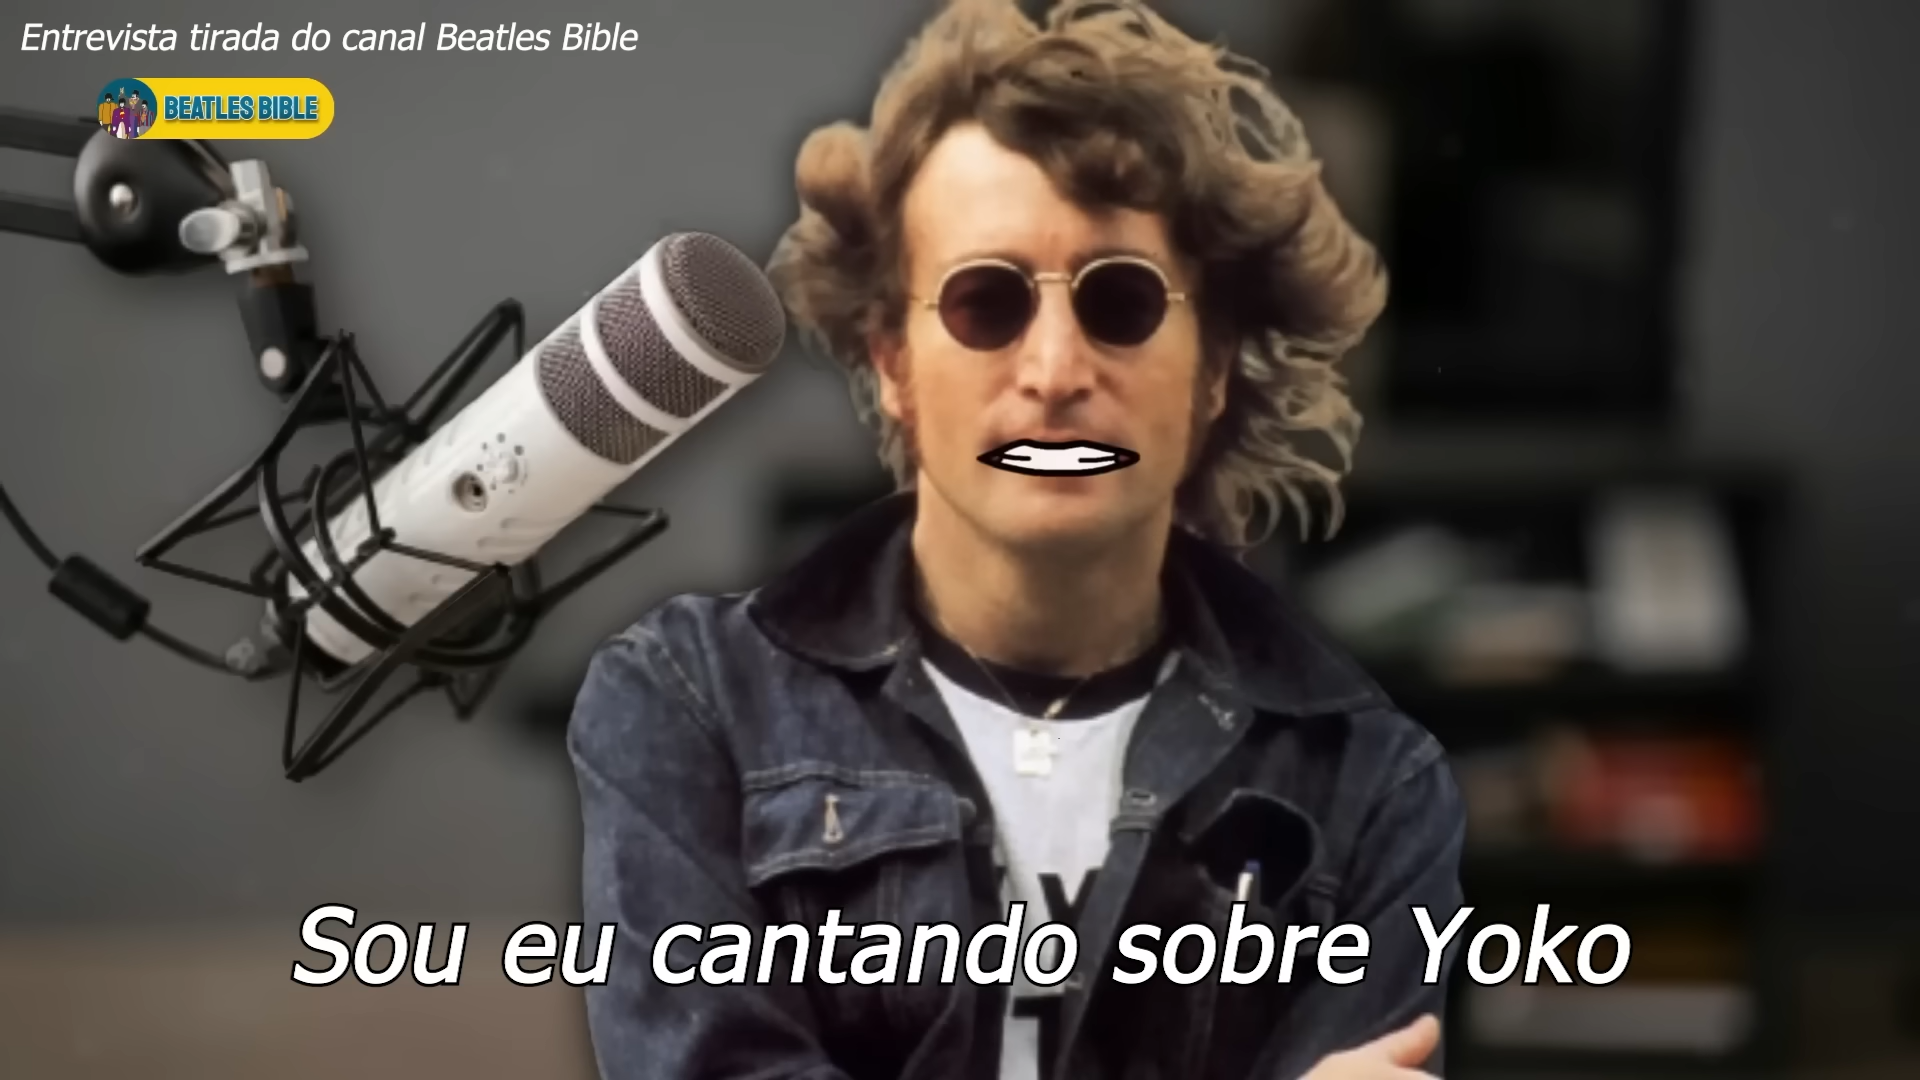 Entrevista tirada do canal Beatles Bible
BEATLES BIBLE
Sou eu cantando sobre Yoko